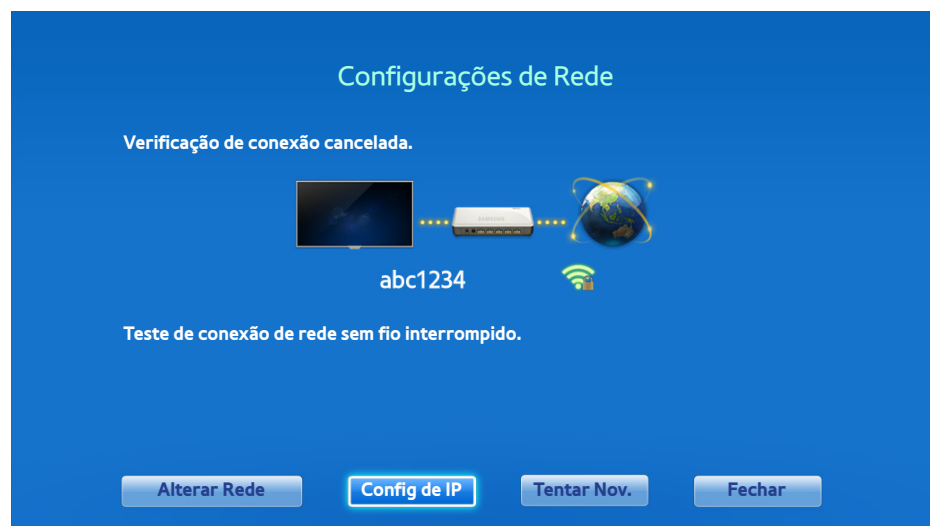 Configurações de Rede
Verificação de conexão cancelada.
abc1234
Teste de conexão de rede sem fio interrompido.
Alterar Rede
Config de IP
Tentar Nov.
Fechar